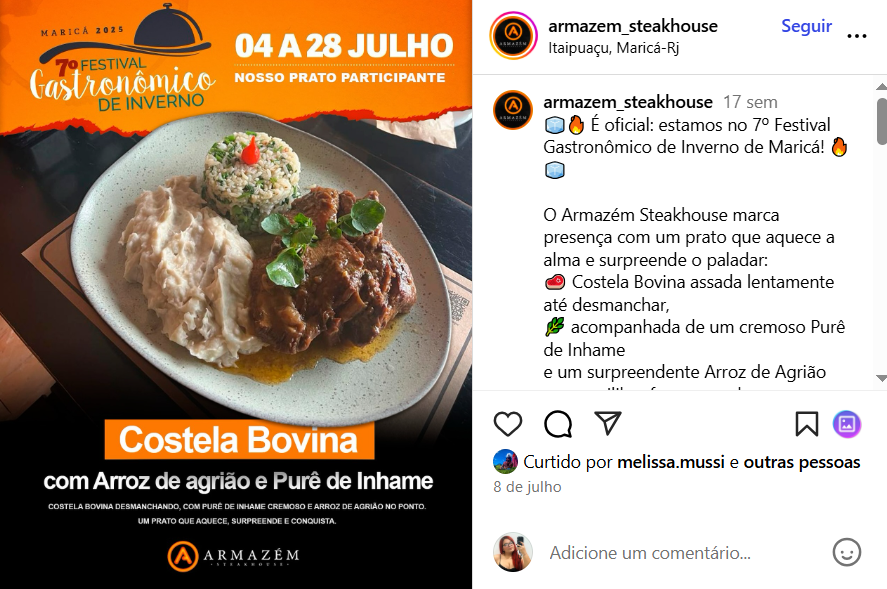 MARICÁ 2025
7º FESTIVAL
Gastronômico
DE INVERNO
04 A 28 JULHO
NOSSO PRATO PARTICIPANTE
Costela Bovina
com Arroz de agrião e Purê de Inhame
COSTELA BOVINA DESMANCHANDO, COM PURÊ DE INHAME CREMOSO E ARROZ DE AGRIÃO NO PONTO.
UM PRATO QUE AQUECE, SURPREENDE E CONQUISTA.
ARMAZÉM
STEAKHOUSE
armazem_steakhouse
Seguir
Itaipuaçu, Maricá-Rj
armazem_steakhouse 17 sem
🧊🔥 É oficial: estamos no 7º Festival
Gastronômico de Inverno de Maricá! 🔥
🧊
O Armazém Steakhouse marca
presença com um prato que aquece a
alma e surpreende o paladar:
🥩 Costela Bovina assada lentamente
até desmanchar,
🌿 acompanhada de um cremoso Purê
de Inhame
e um surpreendente Arroz de Agrião
Curtido por melissa.mussi e outras pessoas
8 de julho
Adicione um comentário...